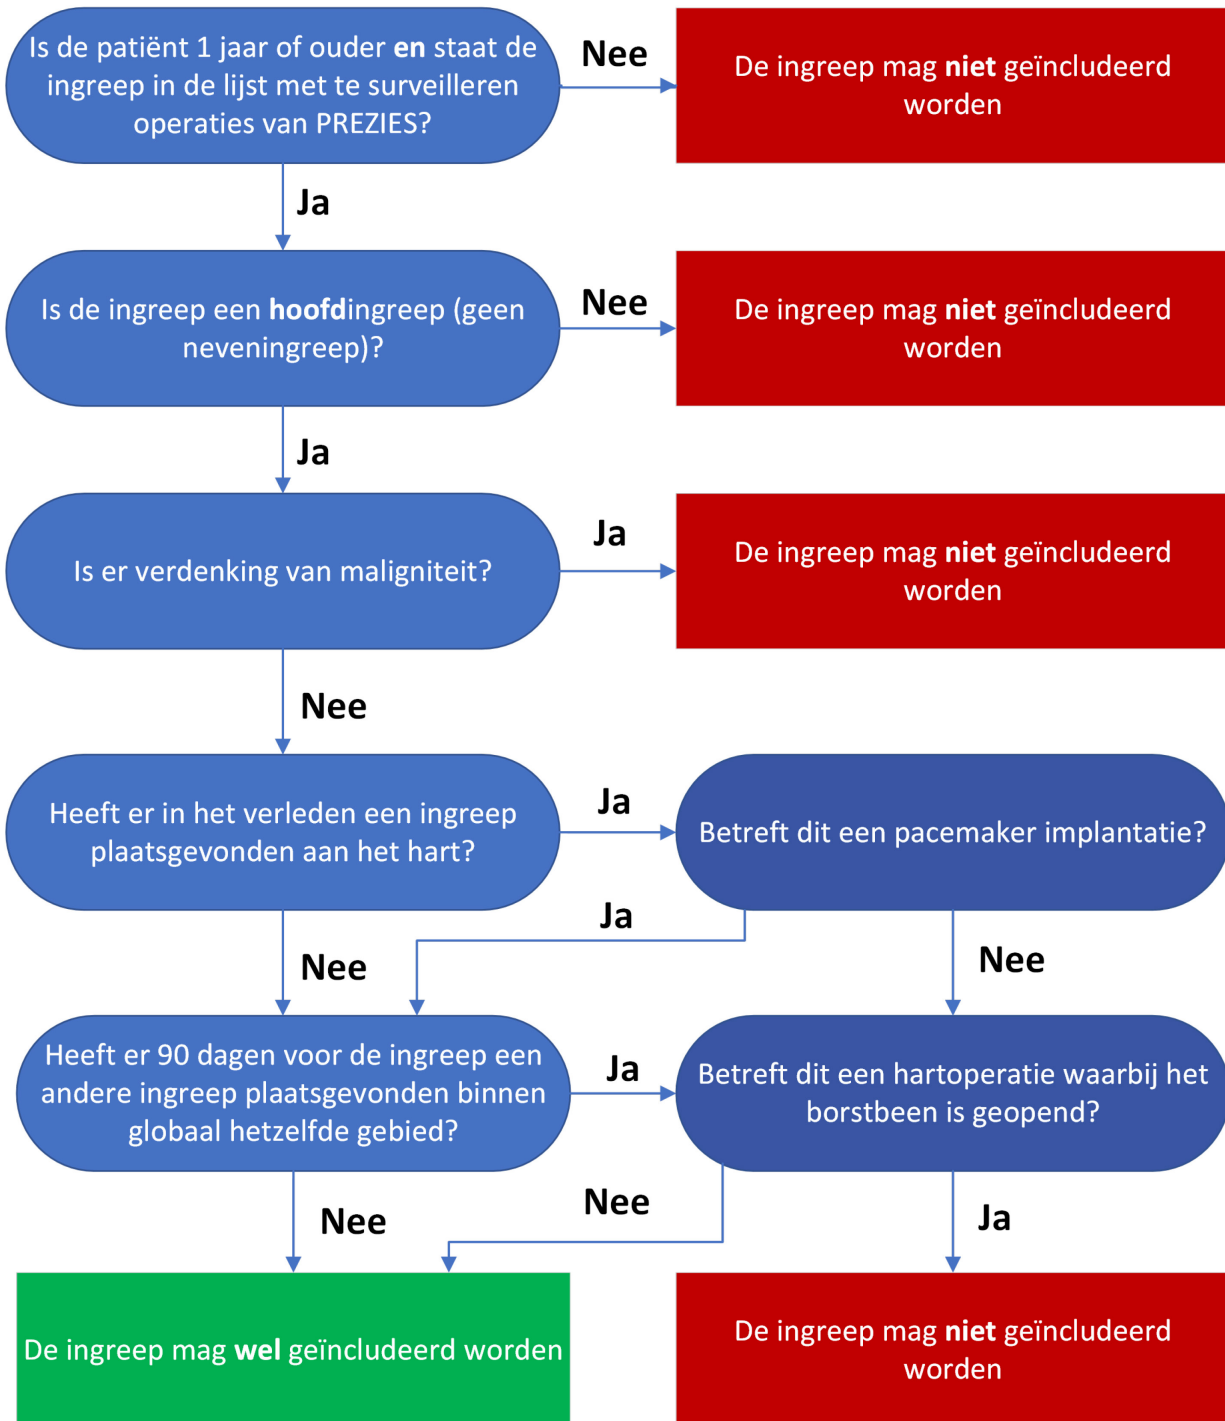 Is de patiënt 1 jaar of ouder en staat de
ingreep in de lijst met te surveilleren
operaties van PREZIES?
Nee
De ingreep mag niet geïncludeerd
worden
Ja
Is de ingreep een hoofdingreep (geen
neveningreep)?
Nee
De ingreep mag niet geïncludeerd
worden
Ja
Is er verdenking van maligniteit?
Ja
De ingreep mag niet geïncludeerd
worden
Nee
Heeft er in het verleden een ingreep
plaatsgevonden aan het hart?
Ja
Betreft dit een pacemaker implantatie?
Ja
Nee
Nee
Heeft er 90 dagen voor de ingreep een
andere ingreep plaatsgevonden binnen
globaal hetzelfde gebied?
Ja
Betreft dit een hartoperatie waarbij het
borstbeen is geopend?
Nee
Nee
Ja
De ingreep mag wel geïncludeerd worden
De ingreep mag niet geïncludeerd
worden